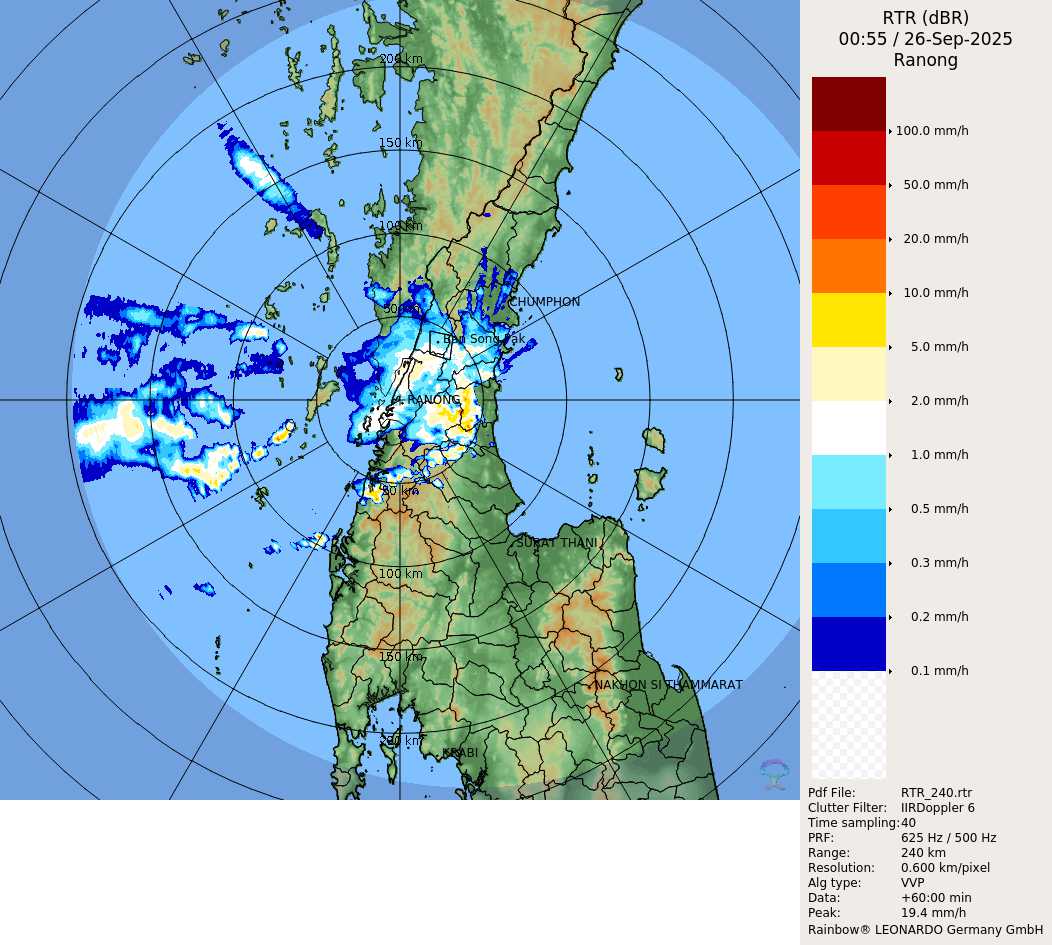 RTR (dBR)
00:55 / 26-Sep-2025
Ranong
100.0 mm/h
50.0 mm/h
20.0 mm/h
10.0 mm/h
5.0 mm/h
2.0 mm/h
1.0 mm/h
0.5 mm/h
0.3 mm/h
0.2 mm/h
0.1 mm/h
Pdf File: RTR_240.rtr
Clutter Filter: IIRDoppler 6
Time sampling: 40
PRF: 625 Hz / 500 Hz
Range: 240 km
Resolution: 0.600 km/pixel
Alg type: VVP
Data: +60:00 min
Peak: 19.4 mm/h
Rainbow® LEONARDO Germany GmbH
200 km
150 km
100 km
50 km
CHUMPHON
Ban Song Pak
RANONG
50 km
SURAT THANI
100 km
150 km
NAKHON SI THAMMARAT
200 km
KRABI